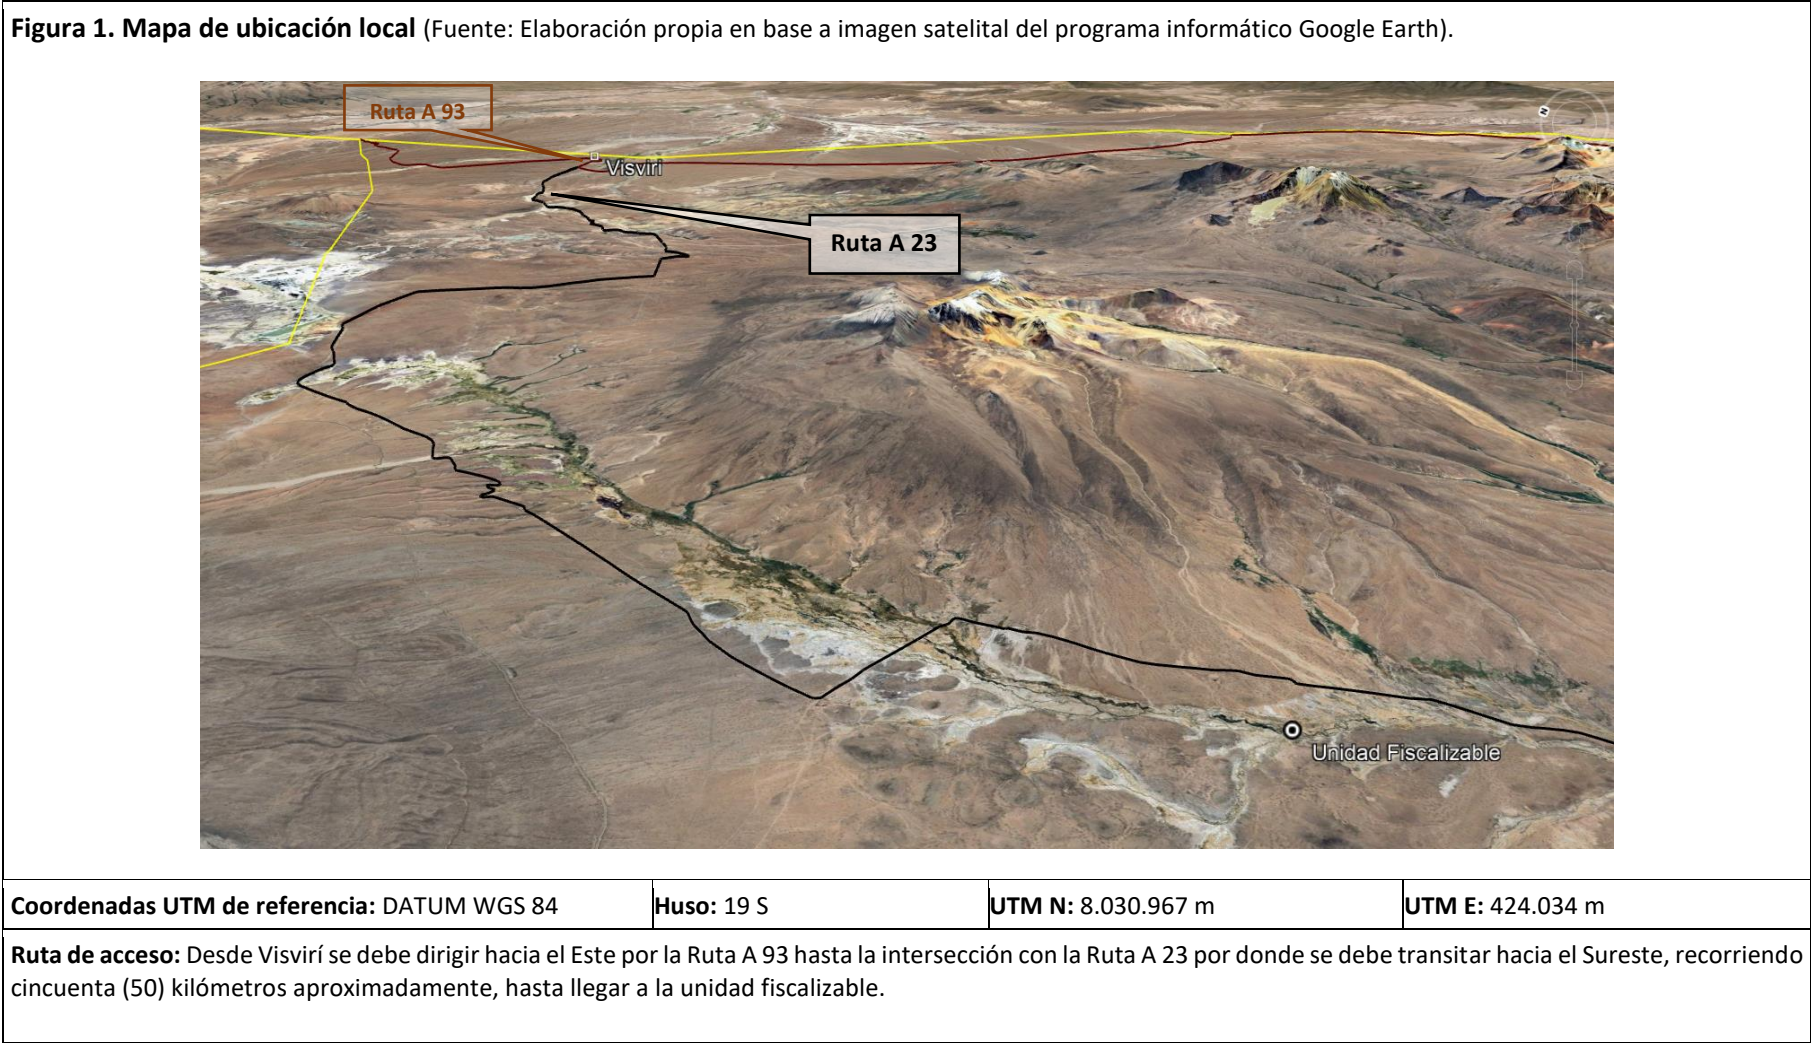 Figura 1. Mapa de ubicación local (Fuente: Elaboración propia en base a imagen satelital del programa informático Google Earth).
Ruta A 93
N
Visviri
Ruta A 23
Unidad Fiscalizable
Coordenadas UTM de referencia: DATUM WGS 84
Huso: 19 S
UTM N: 8.030.967 m
UTM E: 424.034 m
Ruta de acceso: Desde Visvirí se debe dirigir hacia el Este por la Ruta A 93 hasta la intersección con la Ruta A 23 por donde se debe transitar hacia el Sureste, recorriendo
cincuenta (50) kilómetros aproximadamente, hasta llegar a la unidad fiscalizable.